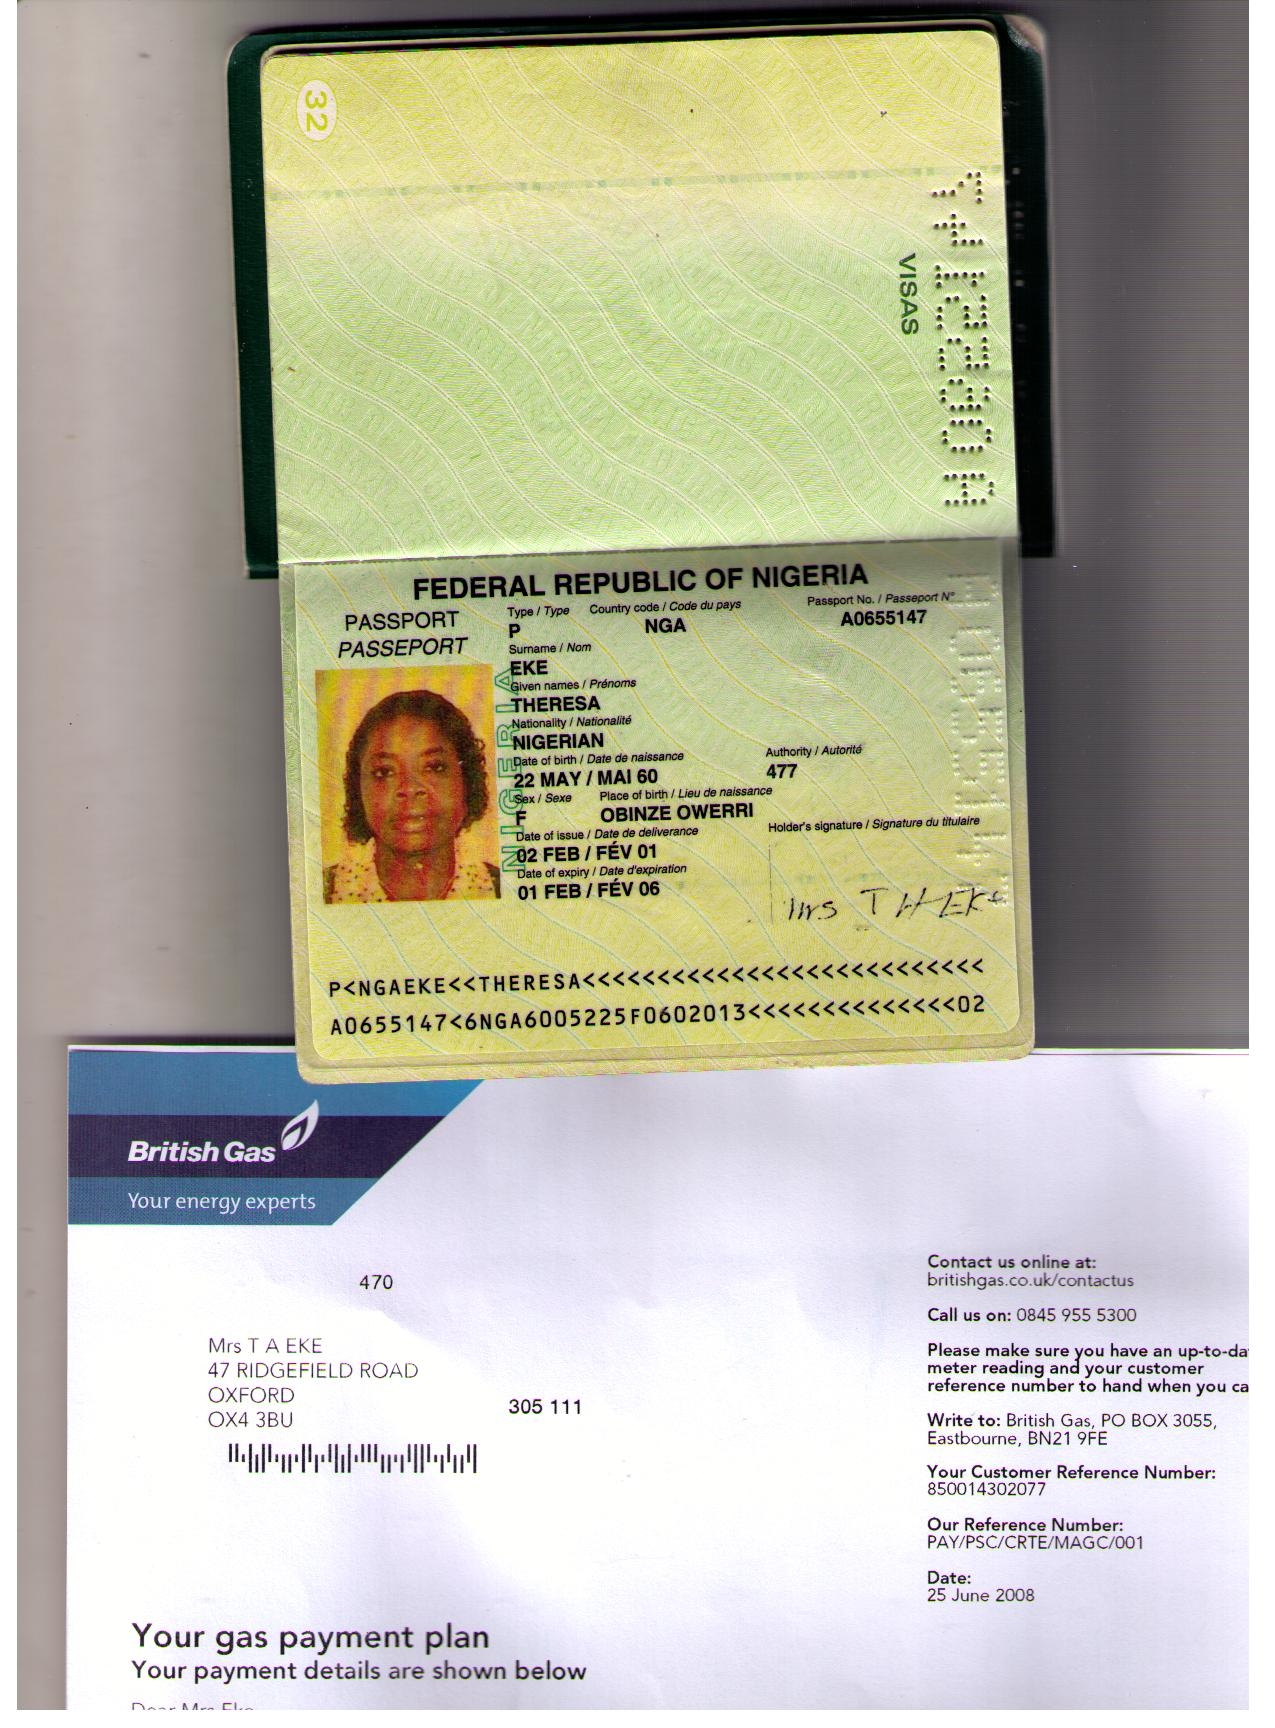 32
VISAS
A0655147
FEDERAL REPUBLIC OF NIGERIA
PASSPORT
PASSEPORT
Type / Type Country code / Code du pays Passport No. / Passeport N°
P NGA A0655147
Surname / Nom
EKE
Given names / Prénoms
THERESA
Nationality / Nationalité
NIGERIAN
Date of birth / Date de naissance Authority / Autorité
22 MAY / MAI 60 477
Sex / Sexe Place of birth / Lieu de naissance
F OBINZE OWERRI
Date of issue / Date de deliverance Holder's signature / Signature du titulaire
02 FEB / FÉV 01
Date of expiry / Date d'expiration
01 FEB / FÉV 06
NIGERIA
Mrs T H EKE
P<NGAEKE<<THERESA<<<<<<<<<<<<<<<<<<<<<<<<<<<
A0655147<6NGA6005225F0602013<<<<<<<<<<<<<<02
British Gas
Your energy experts
470
Mrs T A EKE
47 RIDGEFIELD ROAD
OXFORD
OX4 3BU
305 111
Contact us online at:
britishgas.co.uk/contactus
Call us on: 0845 955 5300
Please make sure you have an up-to-da
meter reading and your customer
reference number to hand when you ca
Write to: British Gas, PO BOX 3055,
Eastbourne, BN21 9FE
Your Customer Reference Number:
850014302077
Our Reference Number:
PAY/PSC/CRTE/MAGC/001
Date:
25 June 2008
Your gas payment plan
Your payment details are shown below
Dear Mrs Eke